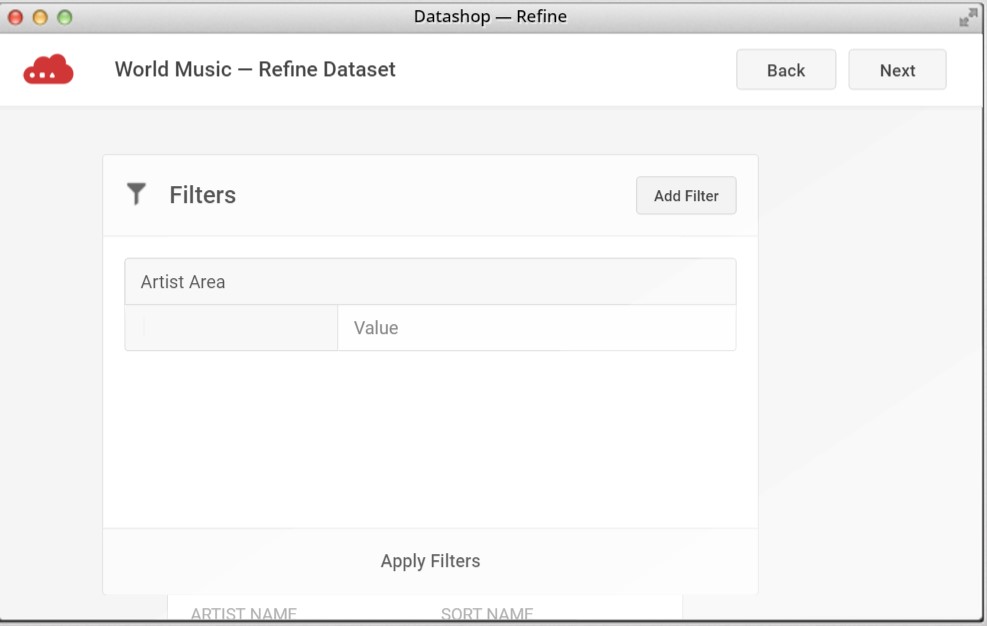 Datashop — Refine
World Music — Refine Dataset
Back
Next
Filters
Add Filter
Artist Area
Value
Apply Filters
ARTIST NAME
SORT NAME